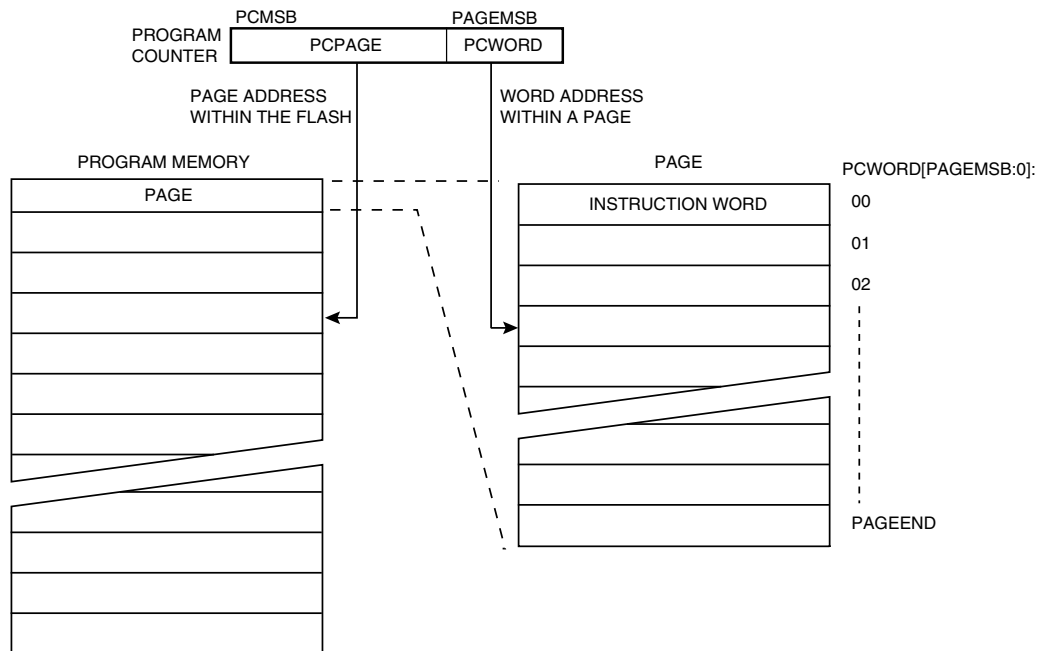 PCMSB
PAGEMSB
PROGRAM
COUNTER
PCPAGE
PCWORD
PAGE ADDRESS
WITHIN THE FLASH
WORD ADDRESS
WITHIN A PAGE
PROGRAM MEMORY
PAGE
PAGE
INSTRUCTION WORD
PCWORD[PAGEMSB:0]:
00
01
02
PAGEEND